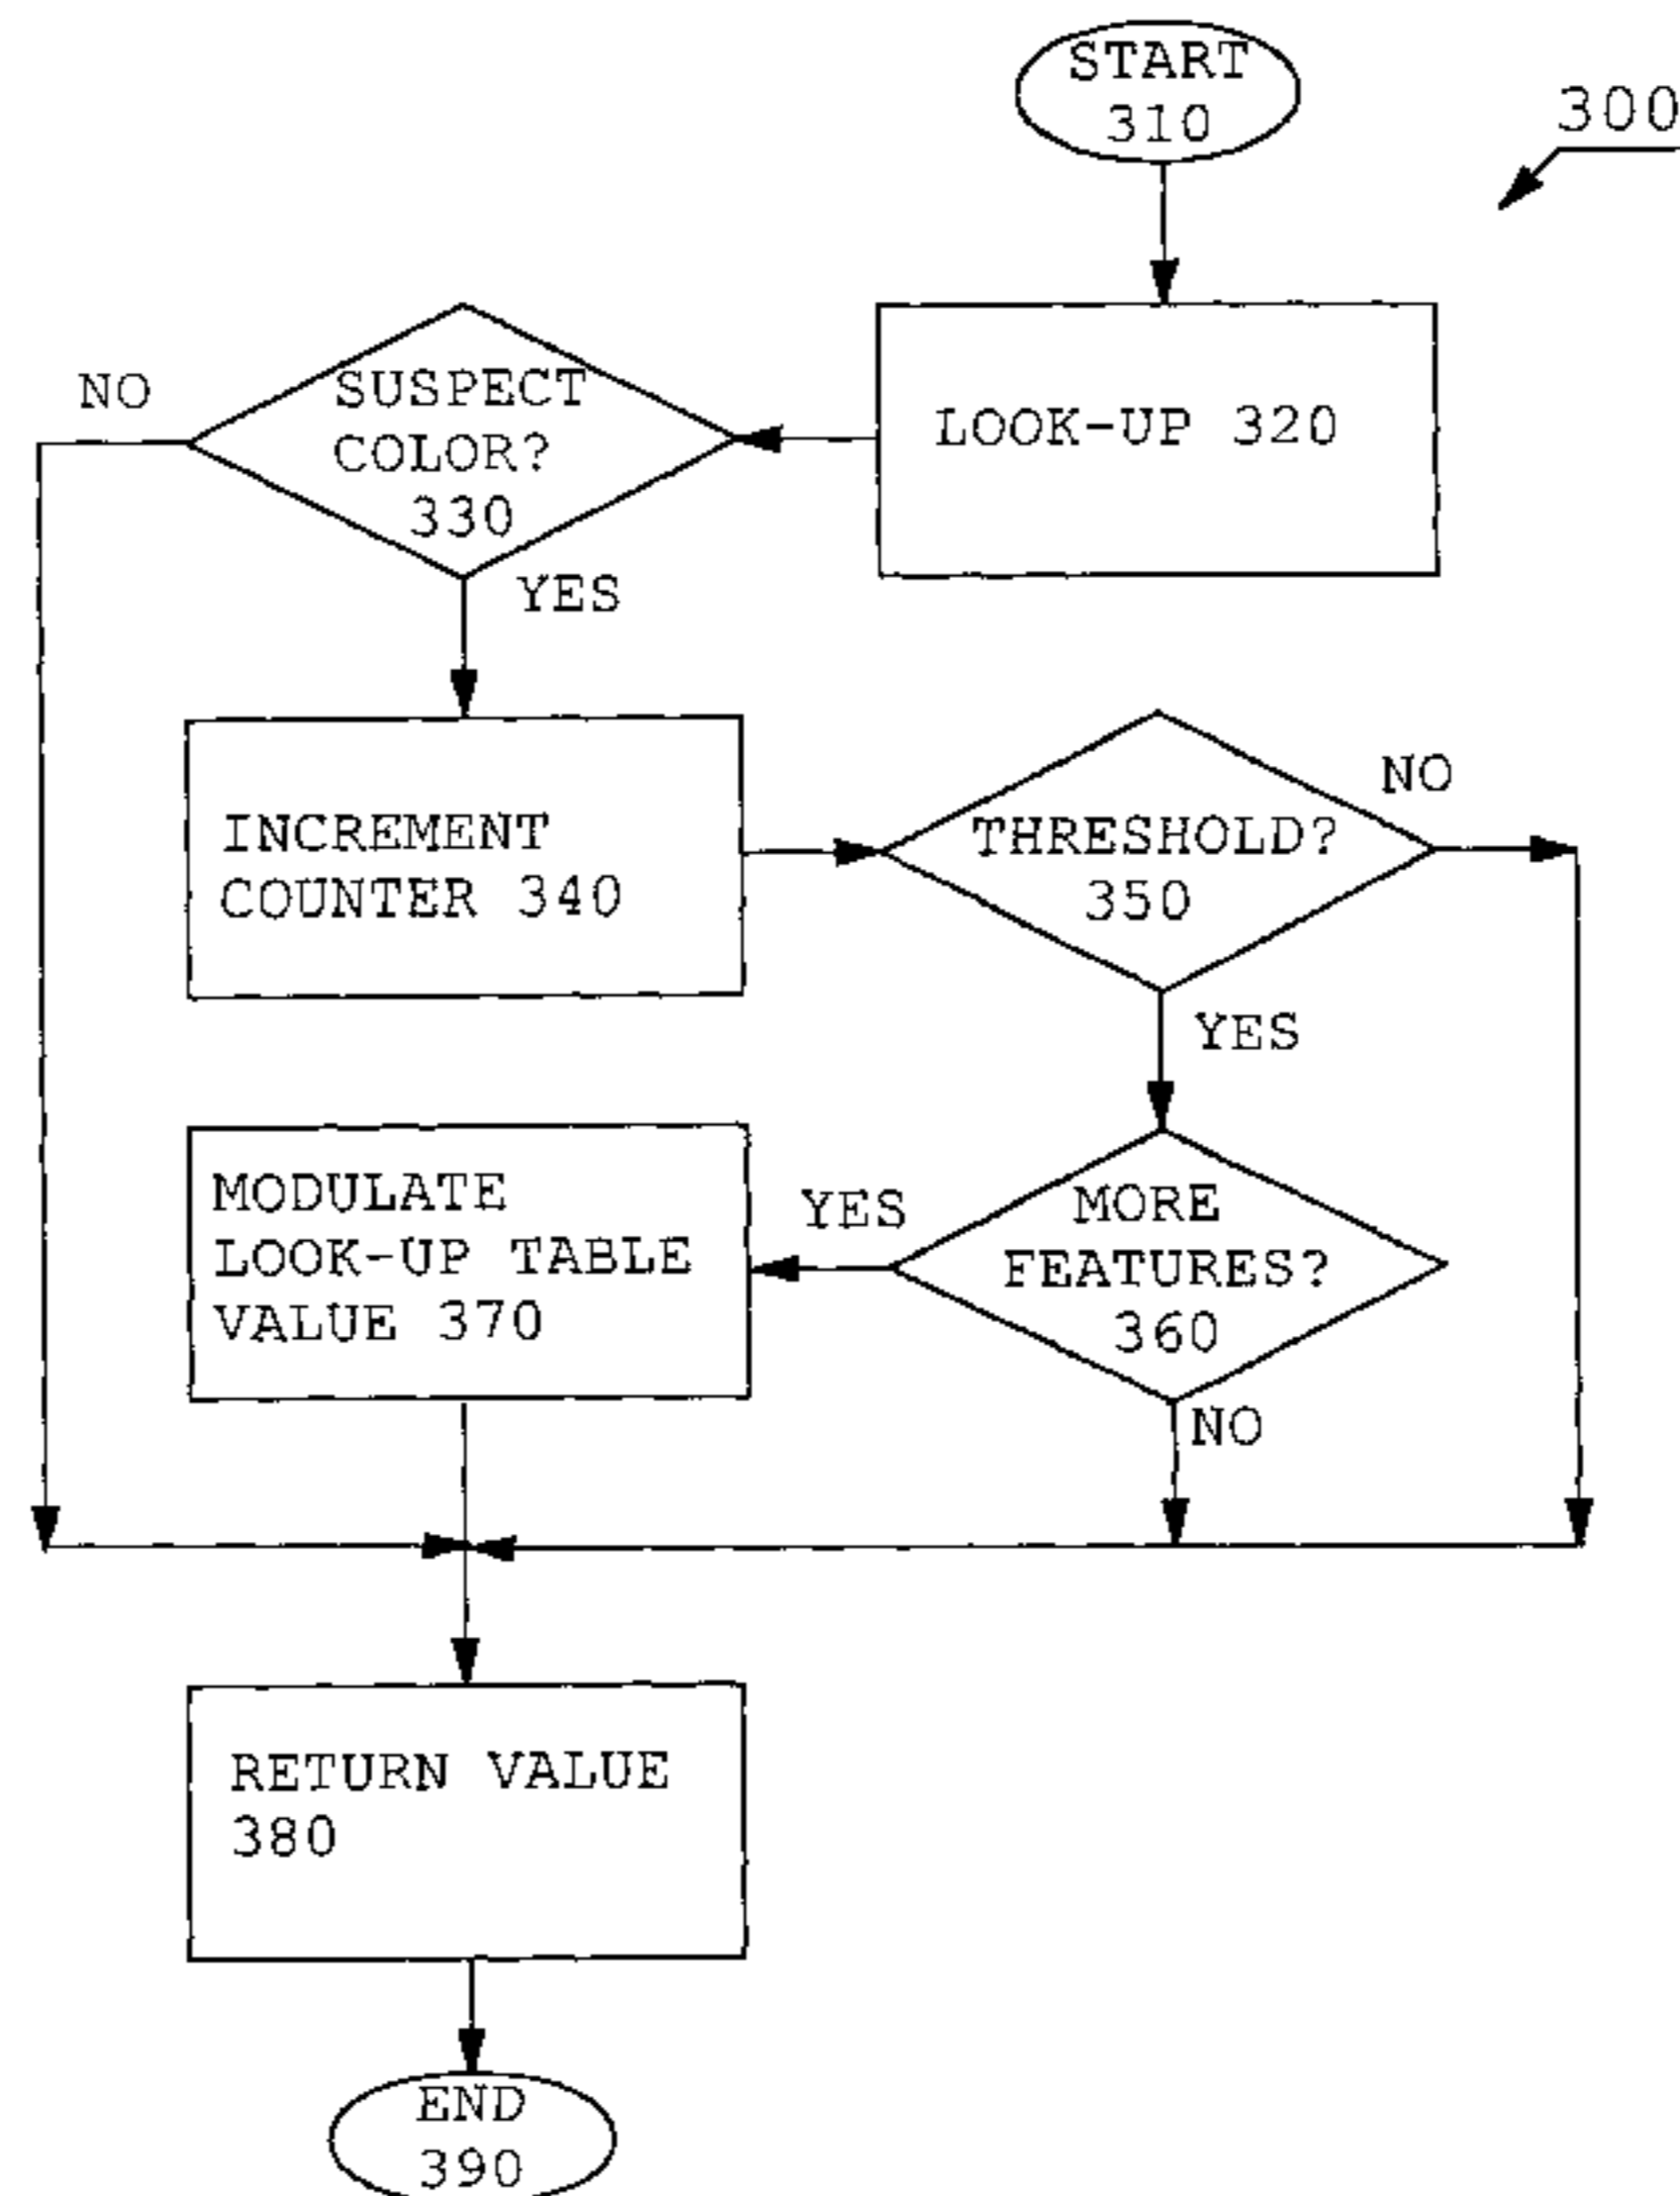 START
310
300
NO
SUSPECT
COLOR?
330
LOOK-UP 320
YES
INCREMENT
COUNTER 340
THRESHOLD?
350
NO
YES
MODULATE
LOOK-UP TABLE
VALUE 370
YES
MORE
FEATURES?
360
NO
RETURN VALUE
380
END
390